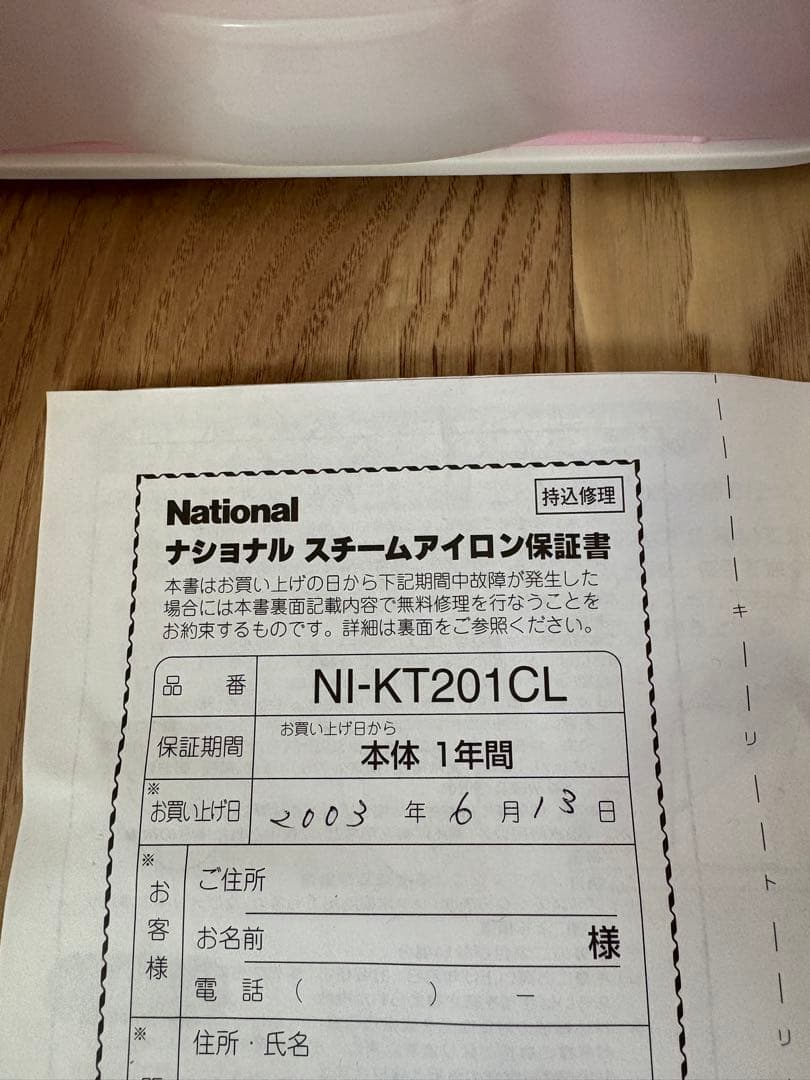 National
持込修理
ナショナル スチームアイロン保証書
本書はお買い上げの日から下記期間中故障が発生した
場合には本書裏面記載内容で無料修理を行なうことを
お約束するものです。詳細は裏面をご参照ください。
品 番 NI-KT201CL
保証期間 お買い上げ日から
本体 1年間
※
お買い上げ日 2003 年 6 月 13 日
※
お客様
ご住所
お名前 様
電 話 ( ) −
※
住所・氏名
キ
リ
ト
リ